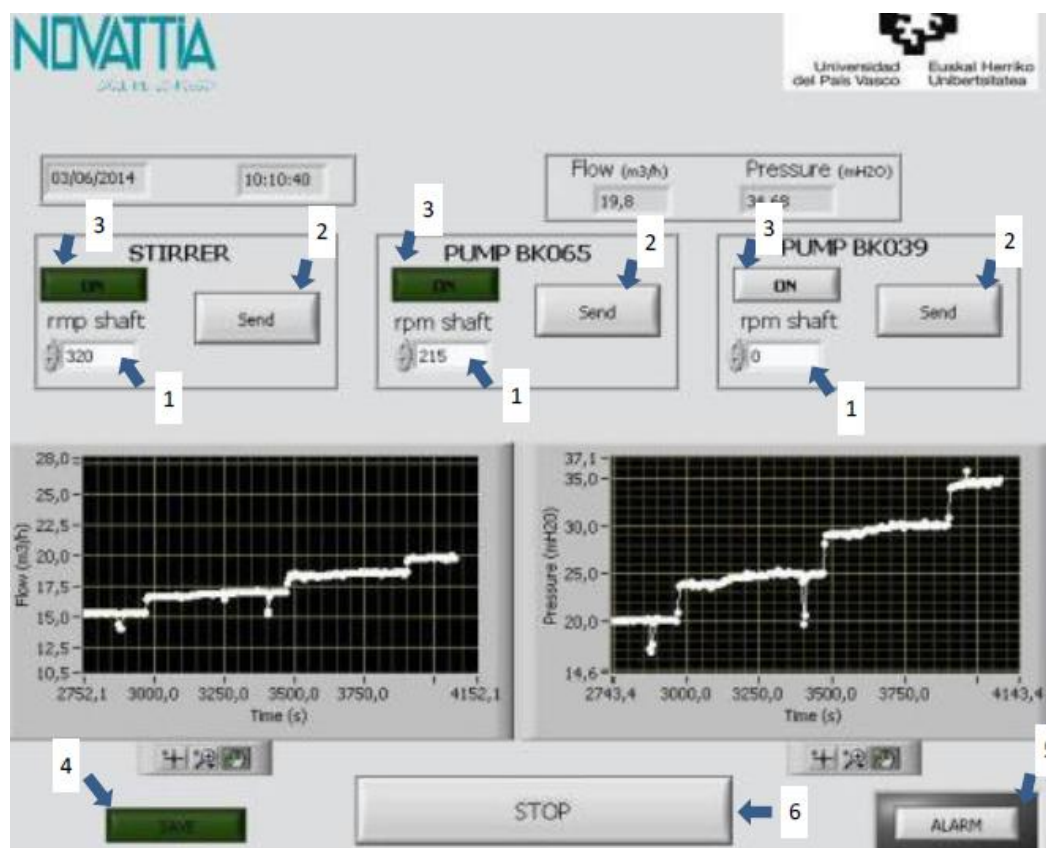 NOVATTIA
Universidad
del País Vasco
Euskal Herriko
Unibertsitatea
03/06/2014
10:10:40
Flow (m3/h)
19,8
Pressure (mH2O)
34,68
3
STIRRER
2
ON
Send
rmp shaft
320
1
3
PUMP BK065
2
ON
Send
rpm shaft
215
1
3
PUMP BK039
2
ON
Send
rpm shaft
0
1
28,0
25,0
22,5
20,0
17,5
15,0
12,5
10,5
Flow (m3/h)
2752,1 3000,0 3250,0 3500,0 3750,0 4152,1
Time (s)
37,1
35,0
30,0
25,0
20,0
14,6
Pressure (mH2O)
2743,4 3000,0 3250,0 3500,0 3750,0 4143,4
Time (s)
4
SAVE
STOP
6
ALARM